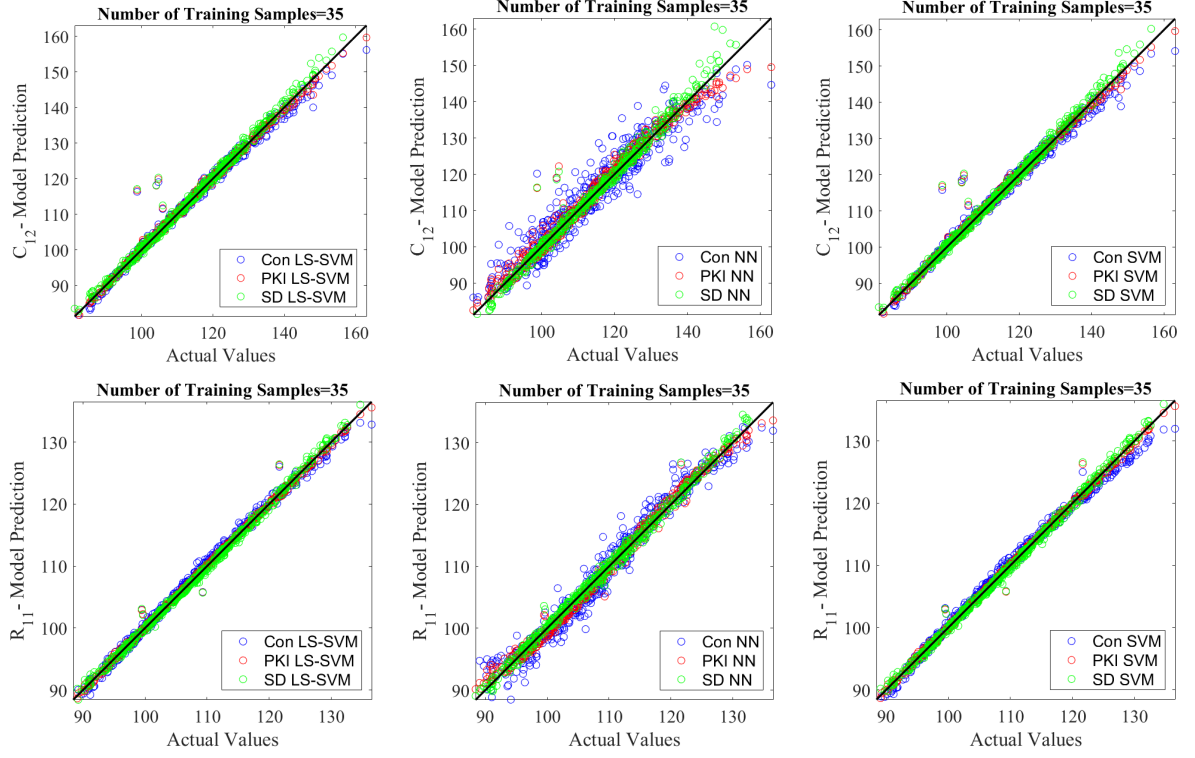 Number of Training Samples=35
160
150
140
130
120
110
100
90
C12- Model Prediction
Con LS-SVM
PKI LS-SVM
SD LS-SVM
100
120
140
160
Actual Values
Number of Training Samples=35
160
150
140
130
120
110
100
90
C12- Model Prediction
Con NN
PKI NN
SD NN
100
120
140
160
Actual Values
Number of Training Samples=35
160
150
140
130
120
110
100
90
C12- Model Prediction
Con SVM
PKI SVM
SD SVM
100
120
140
160
Actual Values
Number of Training Samples=35
130
120
110
100
90
R11- Model Prediction
Con LS-SVM
PKI LS-SVM
SD LS-SVM
90
100
110
120
130
Actual Values
Number of Training Samples=35
130
120
110
100
90
R11- Model Prediction
Con NN
PKI NN
SD NN
90
100
110
120
130
Actual Values
Number of Training Samples=35
130
120
110
100
90
R11- Model Prediction
Con SVM
PKI SVM
SD SVM
90
100
110
120
130
Actual Values